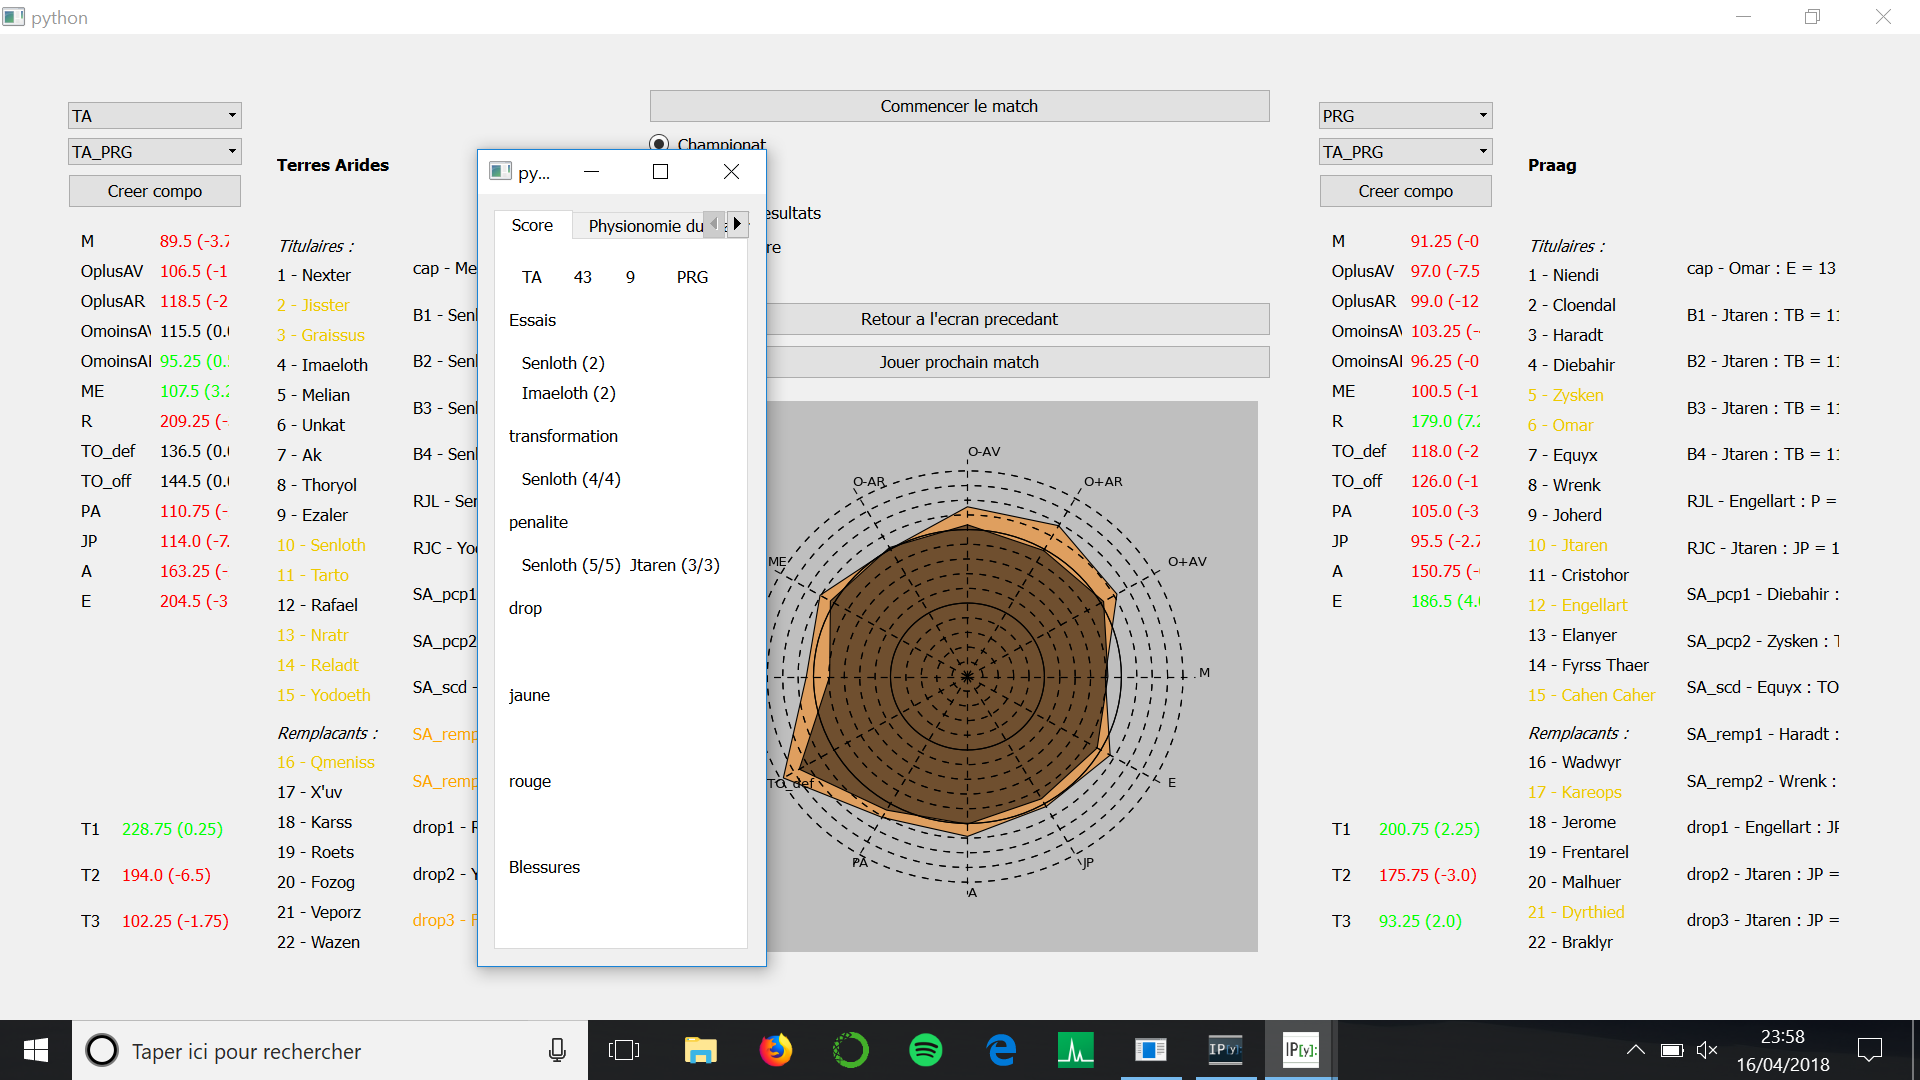 python
TA
TA_PRG
Creer compo
Terres Arides
M 89.5 (-3.7
OplusAV 106.5 (-1
OplusAR 118.5 (-2
OmoinsAV 115.5 (0.0
OmoinsAI 95.25 (0.
ME 107.5 (3.2
R 209.25 (-
TO_def 136.5 (0.0
TO_off 144.5 (0.0
PA 110.75 (-
JP 114.0 (-7.
A 163.25 (-
E 204.5 (-3
T1 228.75 (0.25)
T2 194.0 (-6.5)
T3 102.25 (-1.75)
Titulaires :
1 - Nexter
2 - Jisster
3 - Graissus
4 - Imaeloth
5 - Melian
6 - Unkat
7 - Ak
8 - Thoryol
9 - Ezaler
10 - Senloth
11 - Tarto
12 - Rafael
13 - Nratr
14 - Reladt
15 - Yodoeth
Remplacants :
16 - Qmeniss
17 - X'uv
18 - Karss
19 - Roets
20 - Fozog
21 - Veporz
22 - Wazen
cap - Me
B1 - Senl
B2 - Senl
B3 - Senl
B4 - Senl
RJL - Ser
RJC - Yo
SA_pcp1
SA_pcp2
SA_scd -
SA_remp
SA_remp
drop1 - F
drop2 - Y
drop3 - F
Commencer le match
Championat
esultats
re
Retour a l'ecran precedant
Jouer prochain match
py...
Score
Physionomie du
TA 43 9 PRG
Essais
Senloth (2)
Imaeloth (2)
transformation
Senloth (4/4)
penalite
Senloth (5/5) Jtaren (3/3)
drop
jaune
rouge
Blessures
O-AV
O-AR
O+AR
ME
O+AV
M
TO_def
E
PA
JP
A
PRG
TA_PRG
Creer compo
Praag
M 91.25 (-0
OplusAV 97.0 (-7.5
OplusAR 99.0 (-12
OmoinsAV 103.25 (-
OmoinsAI 96.25 (-0
ME 100.5 (-1
R 179.0 (7.2
TO_def 118.0 (-2
TO_off 126.0 (-1
PA 105.0 (-3
JP 95.5 (-2.7
A 150.75 (-
E 186.5 (4.0
T1 200.75 (2.25)
T2 175.75 (-3.0)
T3 93.25 (2.0)
Titulaires :
1 - Niendi
2 - Cloendal
3 - Haradt
4 - Diebahir
5 - Zysken
6 - Omar
7 - Equyx
8 - Wrenk
9 - Joherd
10 - Jtaren
11 - Cristohor
12 - Engellart
13 - Elanyer
14 - Fyrss Thaer
15 - Cahen Caher
Remplacants :
16 - Wadwyr
17 - Kareops
18 - Jerome
19 - Frentarel
20 - Malhuer
21 - Dyrthied
22 - Braklyr
cap - Omar : E = 13
B1 - Jtaren : TB = 11
B2 - Jtaren : TB = 11
B3 - Jtaren : TB = 11
B4 - Jtaren : TB = 11
RJL - Engellart : P =
RJC - Jtaren : JP = 1
SA_pcp1 - Diebahir :
SA_pcp2 - Zysken : T
SA_scd - Equyx : TO
SA_remp1 - Haradt :
SA_remp2 - Wrenk :
drop1 - Engellart : JP
drop2 - Jtaren : JP =
drop3 - Jtaren : JP =
Taper ici pour rechercher
IP[y]:
IP[y]:
23:58
16/04/2018